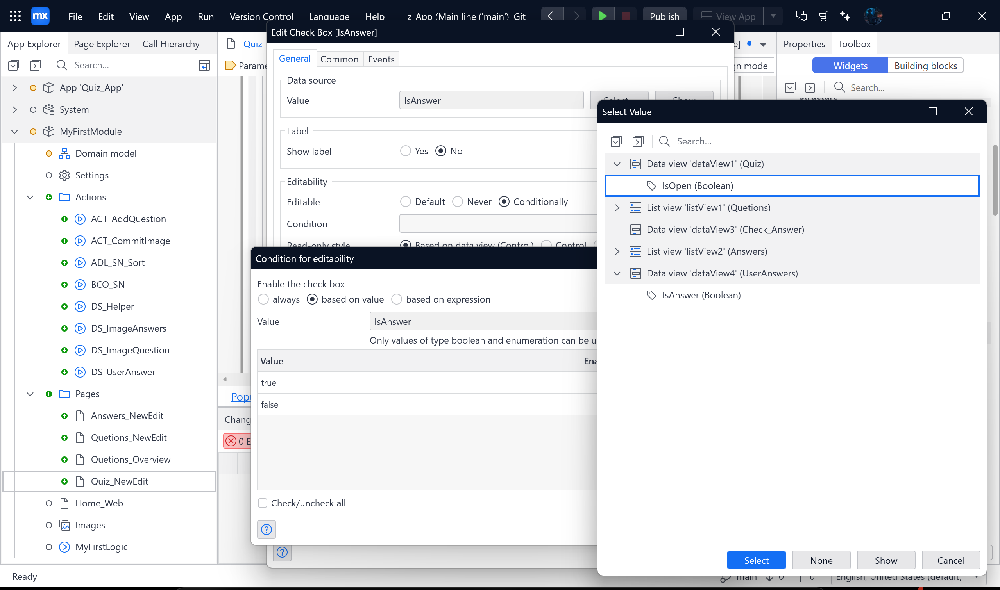 mx File Edit View App Run Version Control Language Help z_App (Main line ('main'), Git Publish View App
App Explorer Page Explorer Call Hierarchy
Search...
App 'Quiz_App'
System
MyFirstModule
Domain model
Settings
Actions
ACT_AddQuestion
ACT_CommitImage
ADL_SN_Sort
BCO_SN
DS_Helper
DS_ImageAnswers
DS_ImageQuestion
DS_UserAnswer
Pages
Answers_NewEdit
Quetions_NewEdit
Quetions_Overview
Quiz_NewEdit
Home_Web
Images
MyFirstLogic
Ready
Quiz_
Parame
e]
gn mode
Popu
Chang
0 E
Properties Toolbox
Widgets Building blocks
Search...
Structure
Edit Check Box [IsAnswer]
General Common Events
Data source
Value IsAnswer Select... Show
Label
Show label Yes No
Editability
Editable Default Never Conditionally
Condition
Read-only style Based on data view (Control) Control
Condition for editability
Enable the check box
always based on value based on expression
Value IsAnswer
Only values of type boolean and enumeration can be us
Value Ena
true
false
Check/uncheck all
?
?
Select Value
Search...
Data view 'dataView1' (Quiz)
IsOpen (Boolean)
List view 'listView1' (Quetions)
Data view 'dataView3' (Check_Answer)
List view 'listView2' (Answers)
Data view 'dataView4' (UserAnswers)
IsAnswer (Boolean)
Select None Show Cancel
main 0 0 English, United States (default)